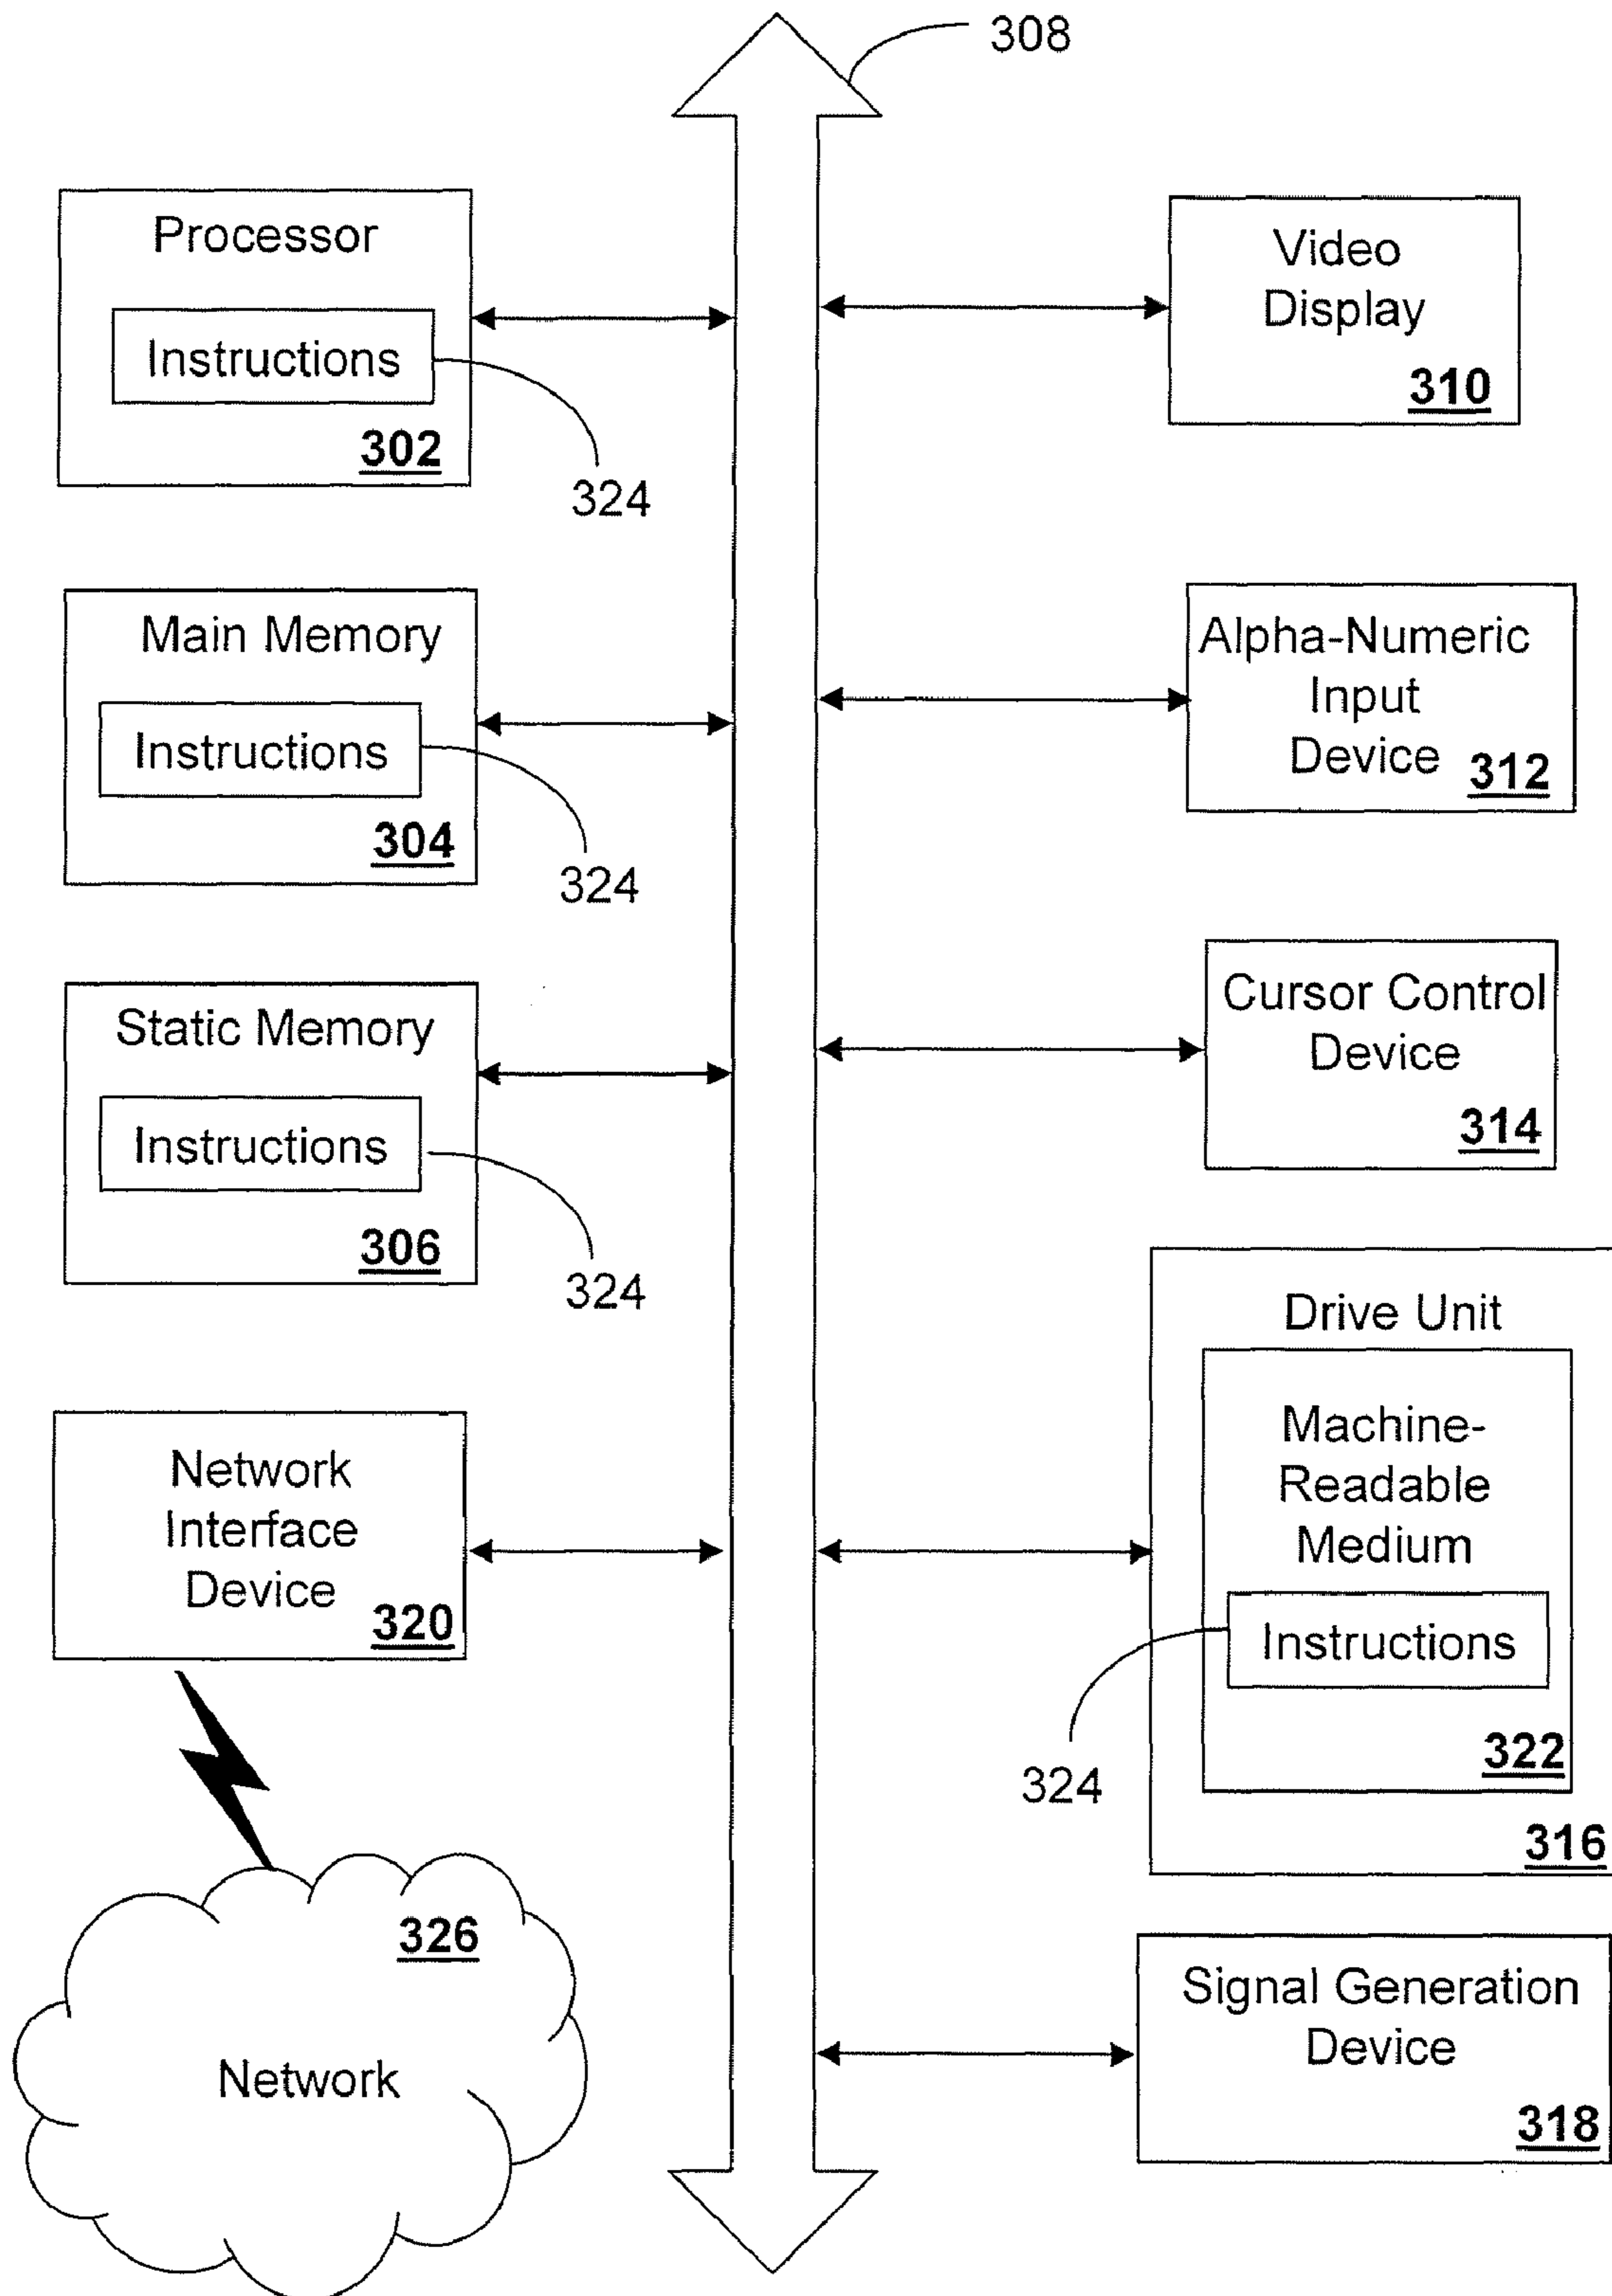 308
Processor
Instructions
302
324
Main Memory
Instructions
304
324
Static Memory
Instructions
306
324
Network
Interface
Device
320
326
Network
Video
Display
310
Alpha-Numeric
Input
Device
312
Cursor Control
Device
314
Drive Unit
Machine-
Readable
Medium
Instructions
324
322
316
Signal Generation
Device
318